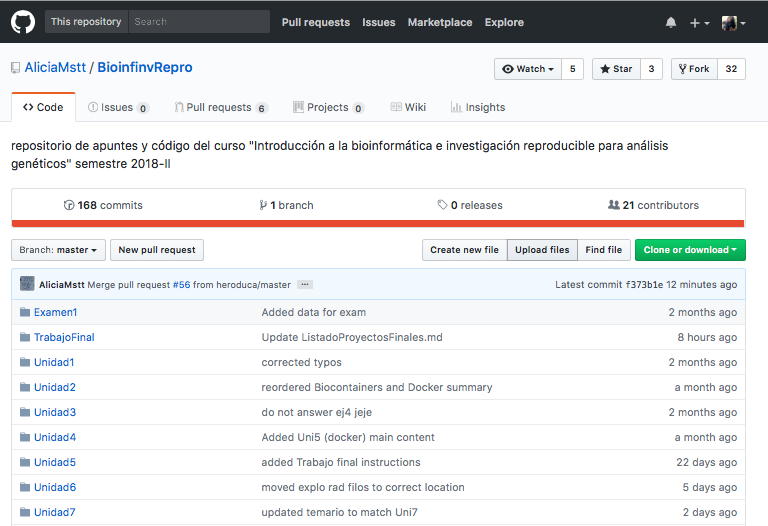 This repository Search Pull requests Issues Marketplace Explore
AliciaMstt / BioinfinvRepro Watch 5 Star 3 Fork 32
Code Issues 0 Pull requests 6 Projects 0 Wiki Insights
repositorio de apuntes y código del curso "Introducción a la bioinformática e investigación reproducible para análisis
genéticos" semestre 2018-II
168 commits 1 branch 0 releases 21 contributors
Branch: master New pull request Create new file Upload files Find file Clone or download
AliciaMstt Merge pull request #56 from heroduca/master ... Latest commit f373b1e 12 minutes ago
Examen1 Added data for exam 2 months ago
TrabajoFinal Update ListadoProyectosFinales.md 8 hours ago
Unidad1 corrected typos 2 months ago
Unidad2 reordered Biocontainers and Docker summary a month ago
Unidad3 do not answer ej4 jeje 2 months ago
Unidad4 Added Uni5 (docker) main content a month ago
Unidad5 added Trabajo final instructions 22 days ago
Unidad6 moved explo rad filos to correct location 5 days ago
Unidad7 updated temario to match Uni7 2 days ago